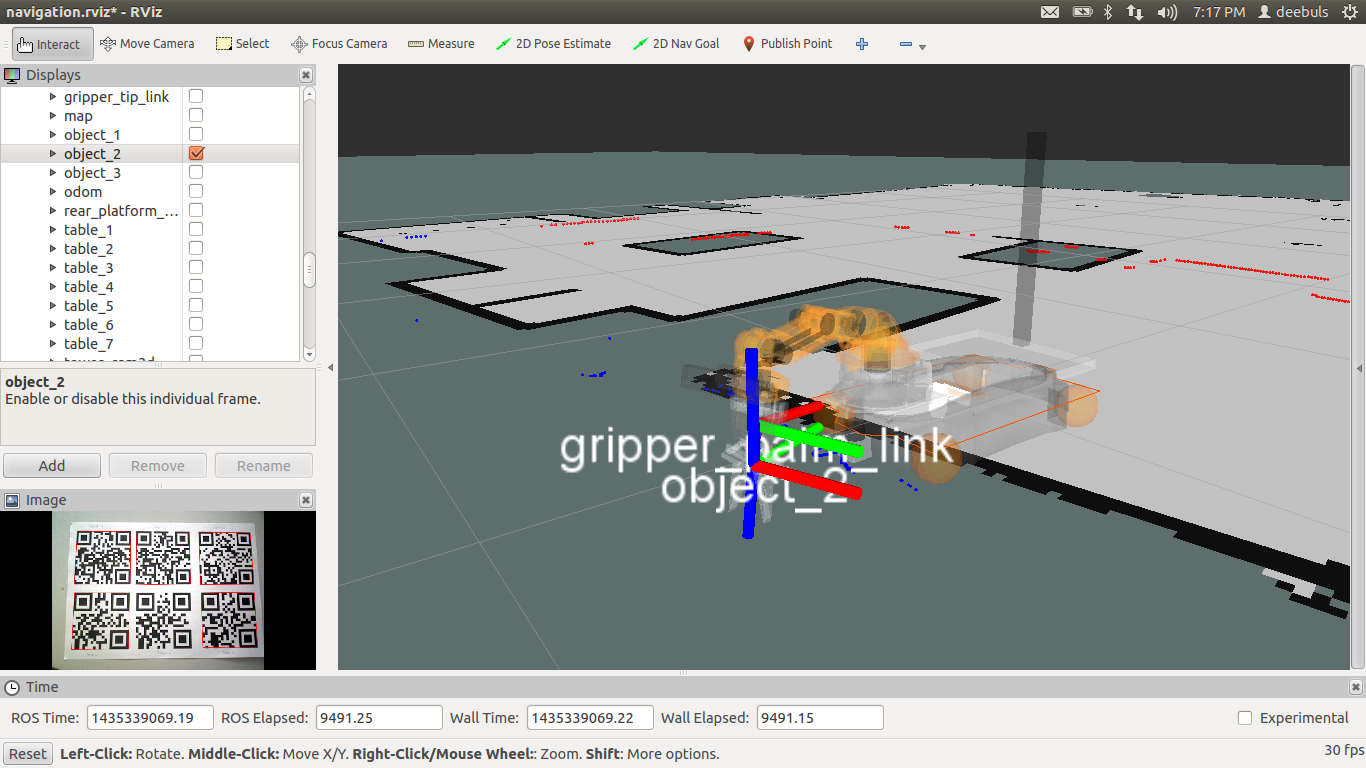 navigation.rviz* - RViz
7:17 PM deebuls
Interact Move Camera Select Focus Camera Measure 2D Pose Estimate 2D Nav Goal Publish Point
Displays
gripper_tip_link
map
object_1
object_2
object_3
odom
rear_platform_...
table_1
table_2
table_3
table_4
table_5
table_6
table_7
object_2
Enable or disable this individual frame.
Add Remove Rename
Image
gripper_palm_link
object_2
Time
ROS Time: 1435339069.19 ROS Elapsed: 9491.25 Wall Time: 1435339069.22 Wall Elapsed: 9491.15 Experimental
Reset Left-Click: Rotate. Middle-Click: Move X/Y. Right-Click/Mouse Wheel:: Zoom. Shift: More options. 30 fps